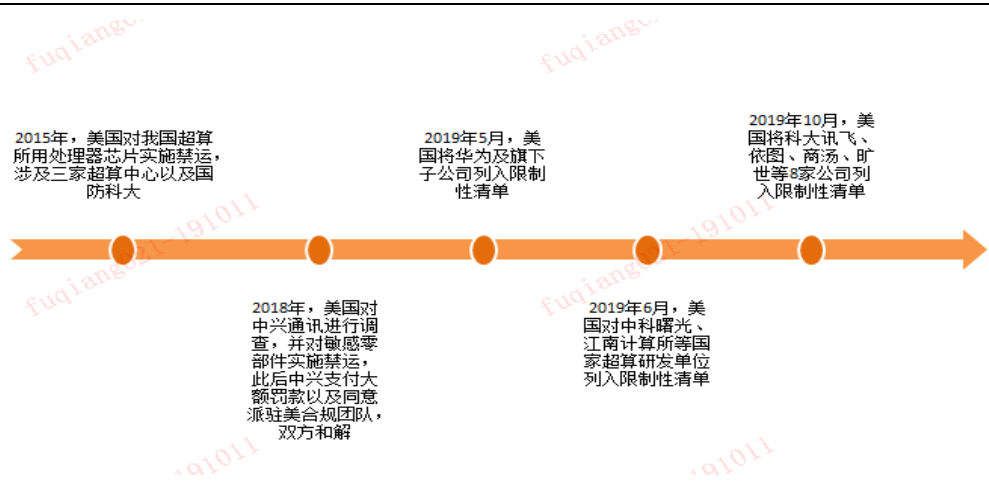 2015年，美国对我国超算
所用处理器芯片实施禁运，
涉及三家超算中心以及国
防科大
2018年，美国对
中兴通讯进行调
查，并对敏感零
部件实施禁运，
此后中兴支付大
额罚款以及同意
派驻美合规团队，
双方和解
2019年5月，美
国将华为及旗下
子公司列入限制
性清单
2019年6月，美
国对中科曙光、
江南计算所等国
家超算研发单位
列入限制性清单
2019年10月，美
国将科大讯飞、
依图、商汤、旷
世等8家公司列
入限制性清单
fuqiang
fuqiang
fuqiang021-191011
fuqiang021-191011
-191011
191011